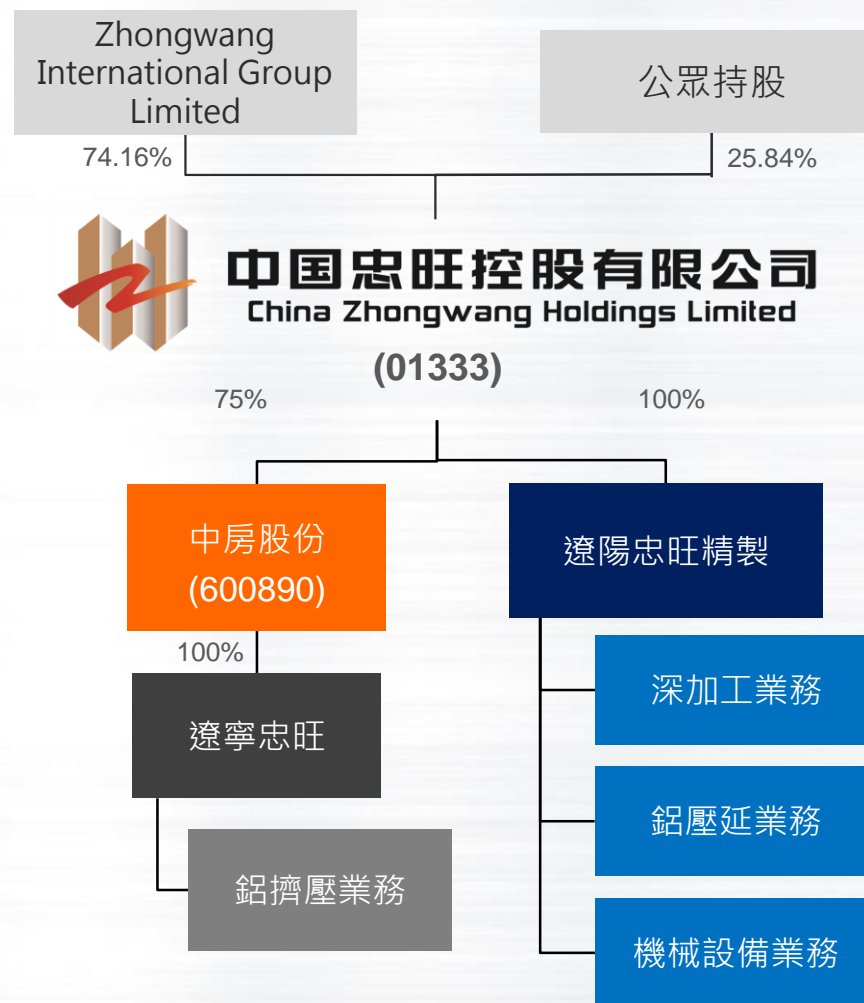 Zhongwang
International Group
Limited
公眾持股
74.16%
25.84%
中国忠旺控股有限公司
China Zhongwang Holdings Limited
(01333)
75%
100%
中房股份
(600890)
遼陽忠旺精製
100%
深加工業務
遼寧忠旺
鋁壓延業務
鋁擠壓業務
機械設備業務